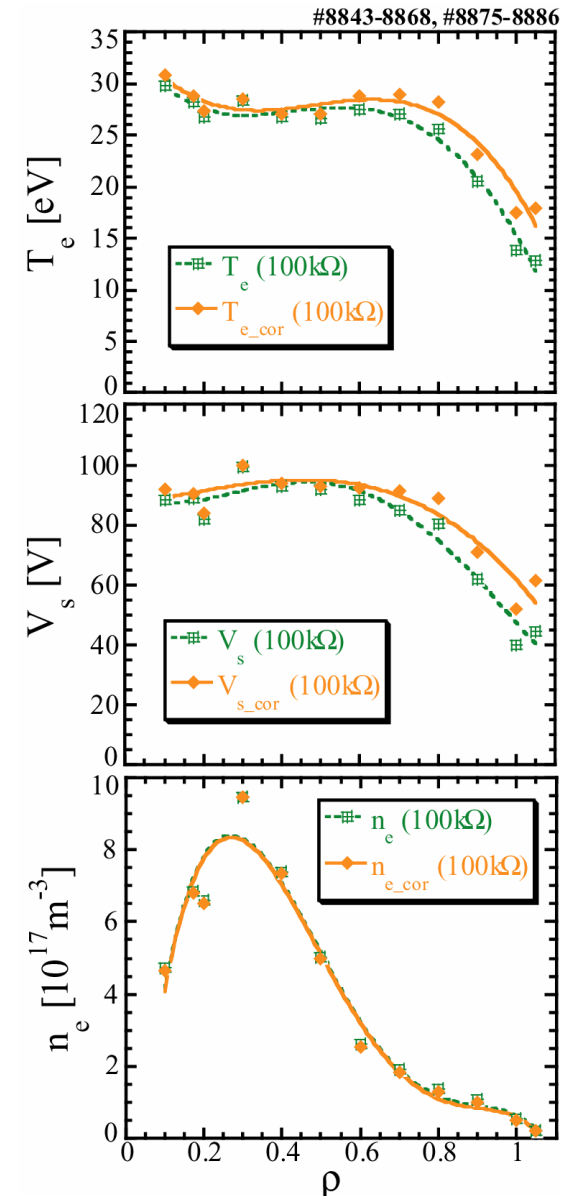 #8843-8868, #8875-8886
35
30
25
20
15
10
5
0
T_e [eV]
T_e (100kΩ)
T_e_cor (100kΩ)
120
100
80
60
40
20
0
V_s [V]
V_s (100kΩ)
V_s_cor (100kΩ)
10
8
6
4
2
0
n_e [10^17 m^-3]
n_e (100kΩ)
n_e_cor (100kΩ)
0 0.2 0.4 0.6 0.8 1
ρ